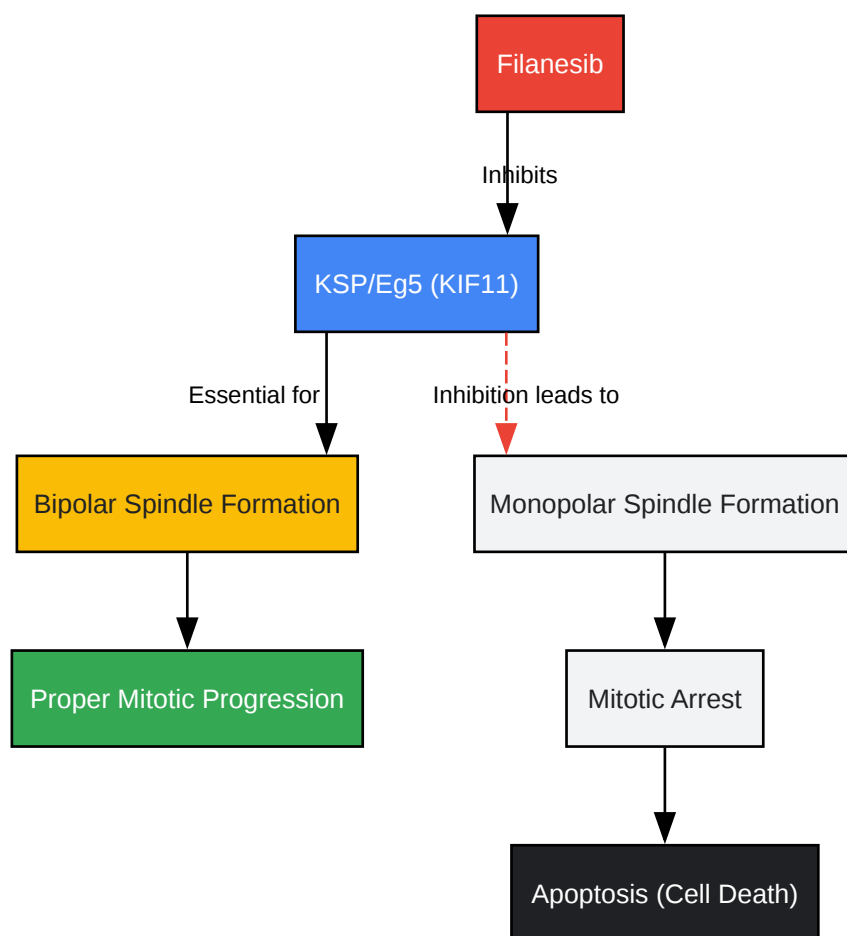 Filanesib
Inhibits
KSP/Eg5 (KIF11)
Essential for
Inhibition leads to
Bipolar Spindle Formation
Monopolar Spindle Formation
Proper Mitotic Progression
Mitotic Arrest
Apoptosis (Cell Death)